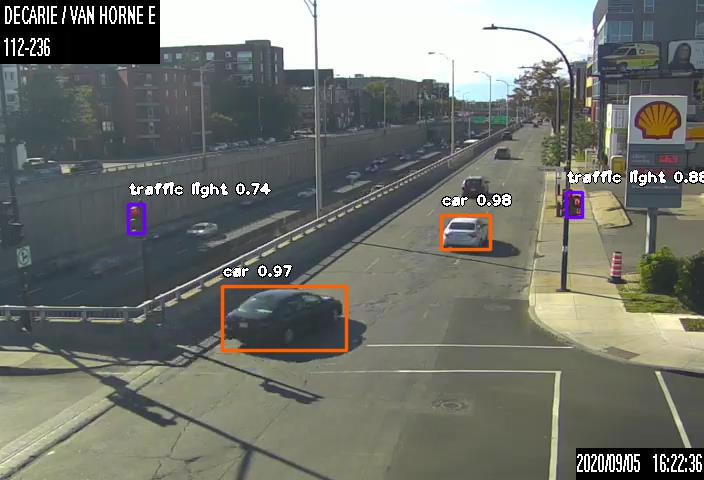 DECARIE / VAN HORNE E
112-236
traffic light 0.74
traffic light 0.88
car 0.98
car 0.97
2020/09/05 16:22:36